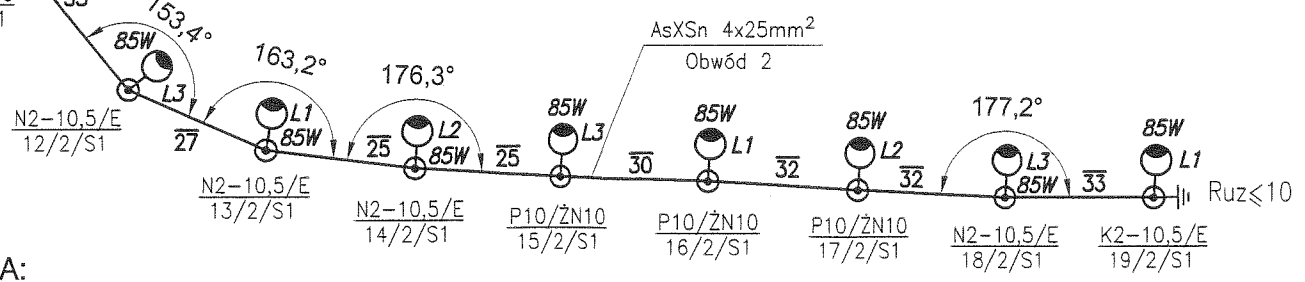 153,4°
85W
L3
N2-10,5/E
12/2/S1
27
163,2°
L1
85W
N2-10,5/E
13/2/S1
25
176,3°
L2
85W
N2-10,5/E
14/2/S1
25
AsXSn 4x25mm²
Obwód 2
85W
L3
P10/ŻN10
15/2/S1
30
85W
L1
P10/ŻN10
16/2/S1
32
85W
L2
P10/ŻN10
17/2/S1
32
177,2°
L3
85W
N2-10,5/E
18/2/S1
33
85W
L1
K2-10,5/E
19/2/S1
Ruz≤10
A: